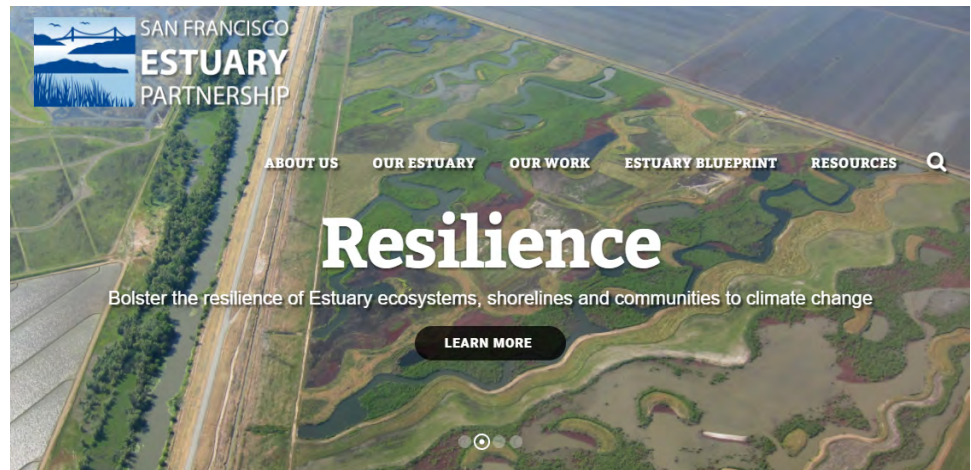 SAN FRANCISCO
ESTUARY
PARTNERSHIP
ABOUT US OUR ESTUARY OUR WORK ESTUARY BLUEPRINT RESOURCES
Resilience
Bolster the resilience of Estuary ecosystems, shorelines and communities to climate change
LEARN MORE